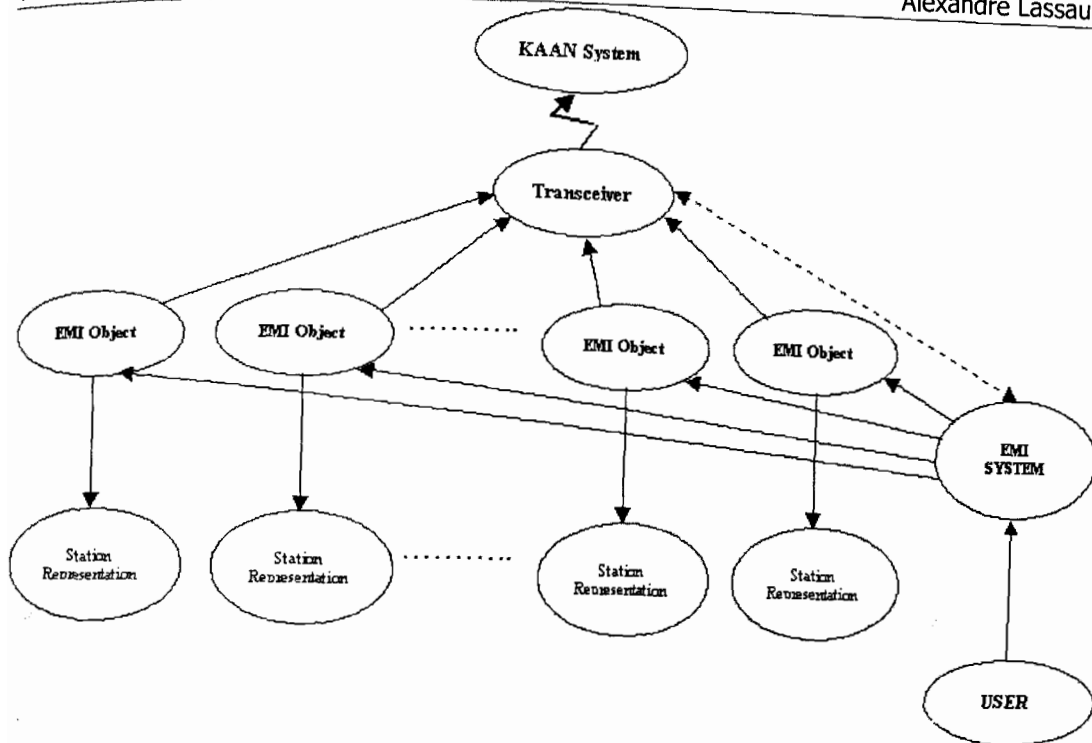 Alexandre Lassau
KAAN System
Transceiver
EMI Object
EMI Object
EMI Object
EMI Object
EMI
SYSTEM
Station
Representation
Station
Representation
Station
Representation
Station
Representation
USER